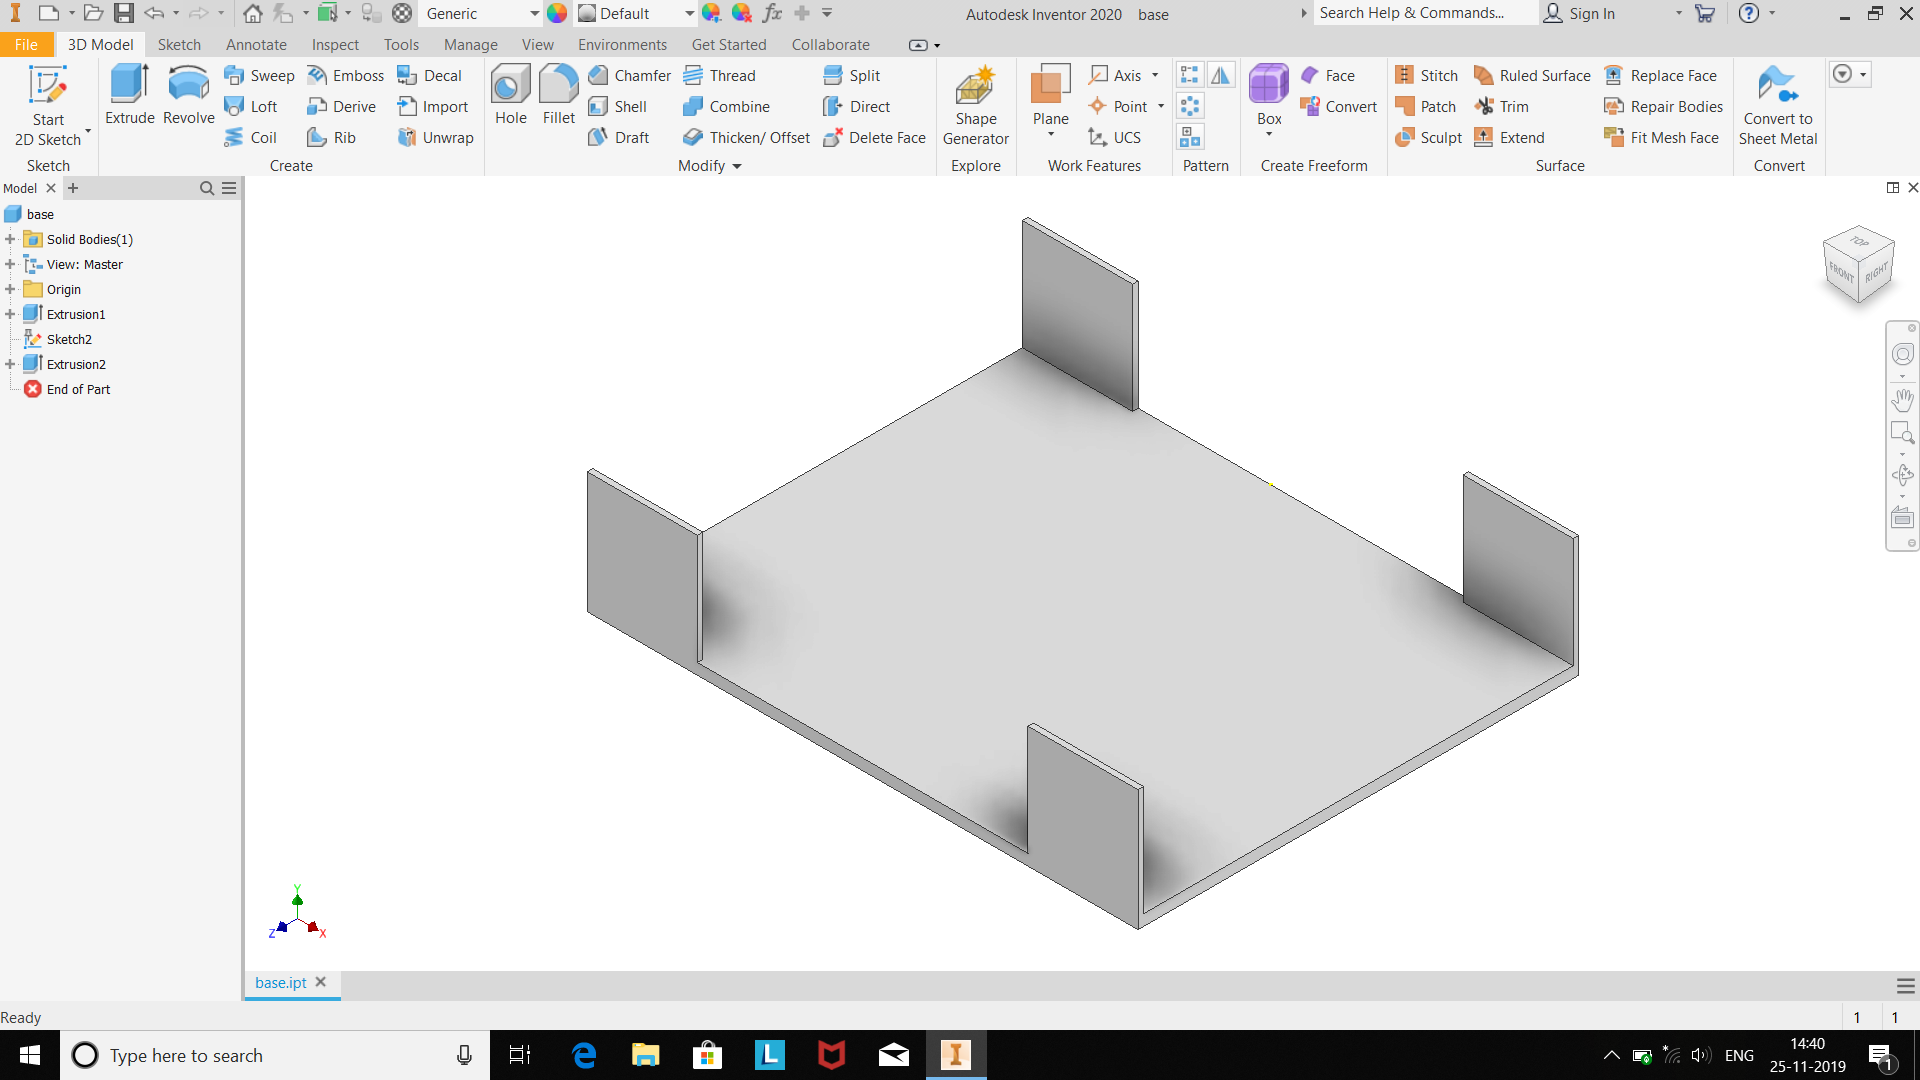 Generic
Default
Autodesk Inventor 2020 base
Search Help & Commands...
Sign In
File 3D Model Sketch Annotate Inspect Tools Manage View Environments Get Started Collaborate
Start
2D Sketch
Sketch
Extrude
Revolve
Sweep
Loft
Coil
Emboss
Derive
Rib
Decal
Import
Unwrap
Create
Hole
Fillet
Chamfer
Shell
Draft
Thread
Combine
Thicken/ Offset
Split
Direct
Delete Face
Modify
Shape
Generator
Explore
Plane
Axis
Point
UCS
Work Features
Pattern
Box
Face
Convert
Create Freeform
Stitch
Patch
Sculpt
Ruled Surface
Trim
Extend
Replace Face
Repair Bodies
Fit Mesh Face
Surface
Convert to
Sheet Metal
Convert
Model
base
Solid Bodies(1)
View: Master
Origin
Extrusion1
Sketch2
Extrusion2
End of Part
TOP
FRONT
RIGHT
Y
Z
X
base.ipt
Ready
1 1
Type here to search
ENG
14:40
25-11-2019
1